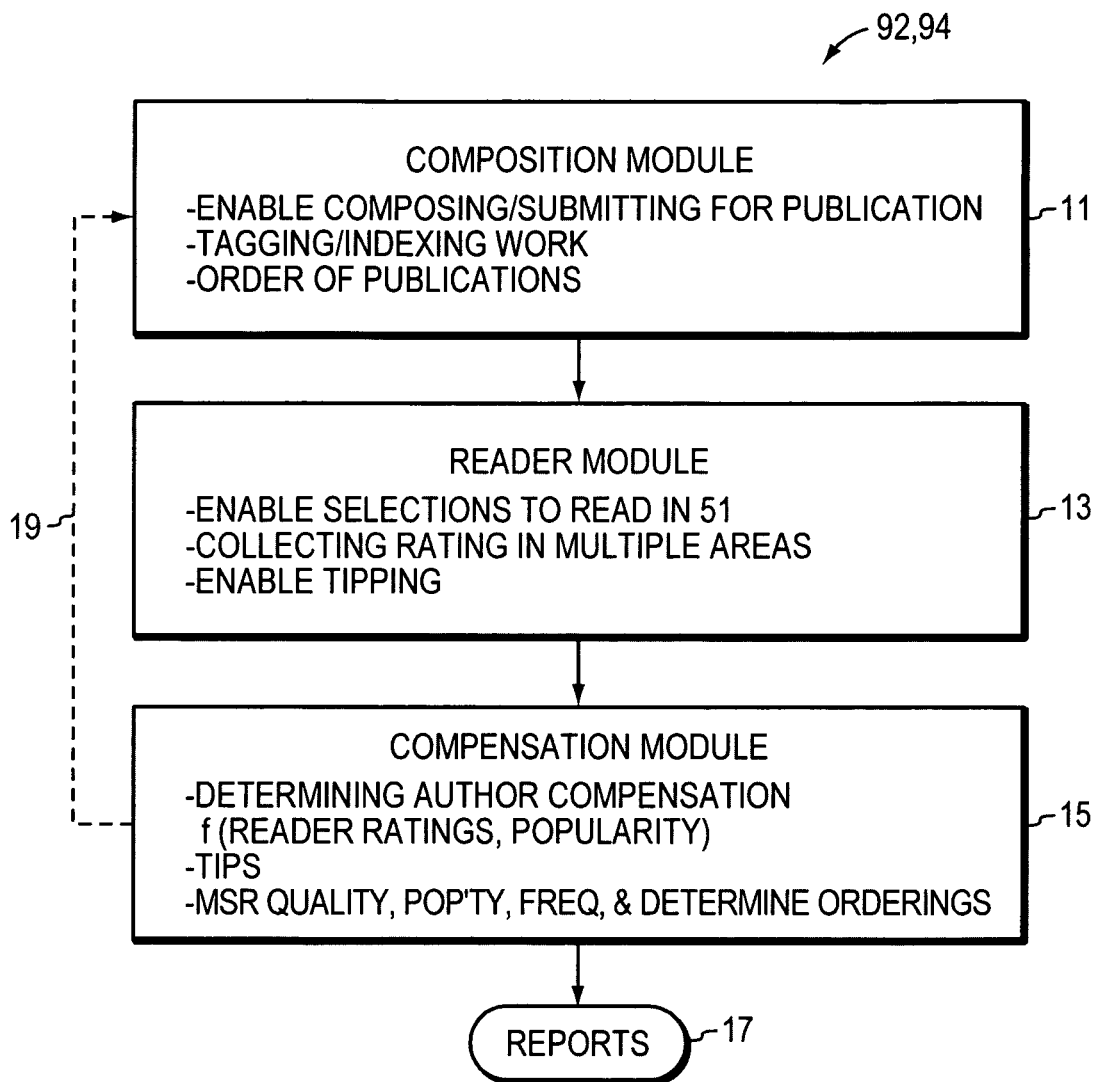 92,94
COMPOSITION MODULE
-ENABLE COMPOSING/SUBMITTING FOR PUBLICATION
-TAGGING/INDEXING WORK
-ORDER OF PUBLICATIONS
11
READER MODULE
-ENABLE SELECTIONS TO READ IN 51
-COLLECTING RATING IN MULTIPLE AREAS
-ENABLE TIPPING
13
19
COMPENSATION MODULE
-DETERMINING AUTHOR COMPENSATION
f (READER RATINGS, POPULARITY)
-TIPS
-MSR QUALITY, POP'TY, FREQ, & DETERMINE ORDERINGS
15
REPORTS
17